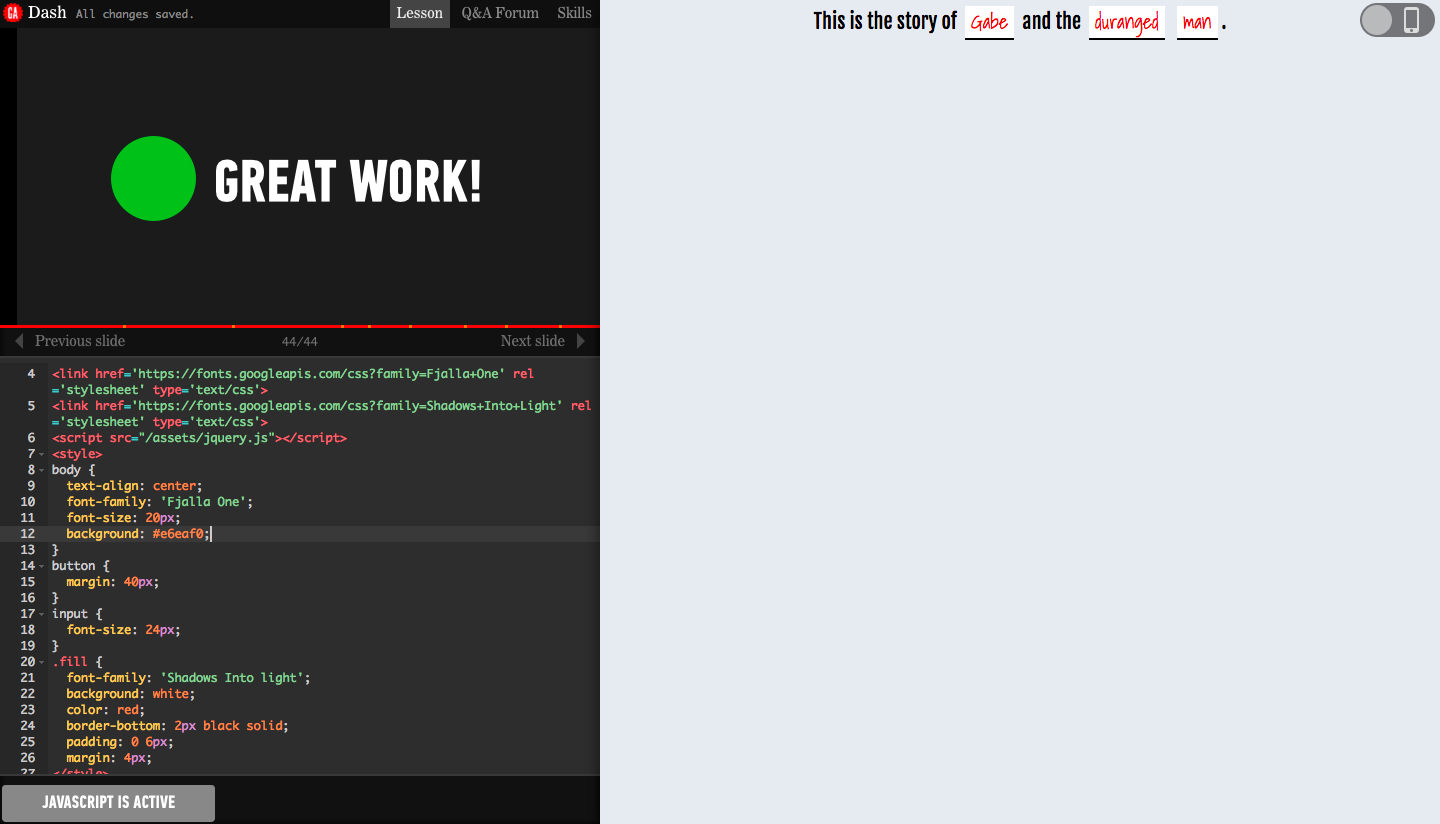 GA Dash All changes saved. Lesson Q&A Forum Skills
GREAT WORK!
Previous slide 44/44 Next slide
4 <link href='https://fonts.googleapis.com/css?family=Fjalla+One' rel
='stylesheet' type='text/css'>
5 <link href='https://fonts.googleapis.com/css?family=Shadows+Into+Light' rel
='stylesheet' type='text/css'>
6 <script src="/assets/jquery.js"></script>
7 <style>
8 body {
9 text-align: center;
10 font-family: 'Fjalla One';
11 font-size: 20px;
12 background: #e6eaf0;
13 }
14 button {
15 margin: 40px;
16 }
17 input {
18 font-size: 24px;
19 }
20 .fill {
21 font-family: 'Shadows Into light';
22 background: white;
23 color: red;
24 border-bottom: 2px black solid;
25 padding: 0 6px;
26 margin: 4px;
27 </style>
JAVASCRIPT IS ACTIVE
This is the story of Gabe and the duranged man .